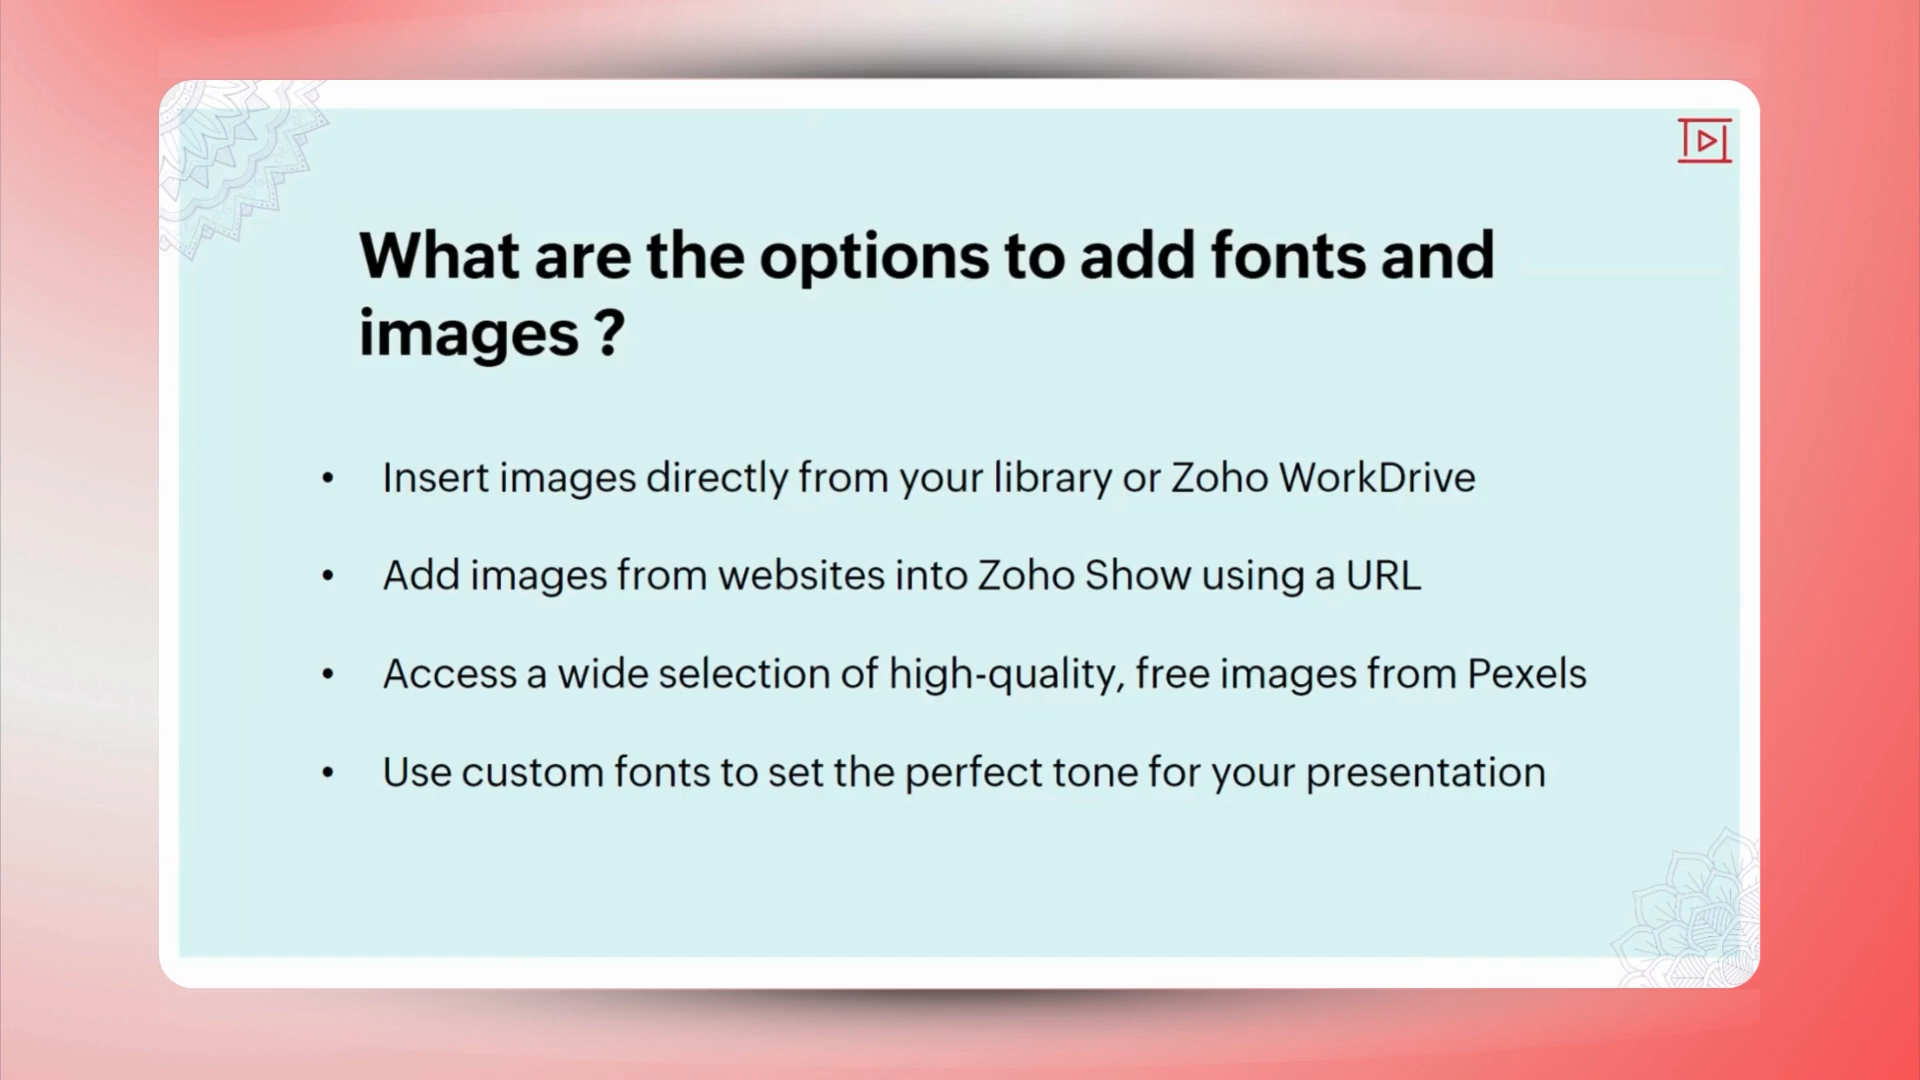 What are the options to add fonts and
images ?
• Insert images directly from your library or Zoho WorkDrive
• Add images from websites into Zoho Show using a URL
• Access a wide selection of high-quality, free images from Pexels
• Use custom fonts to set the perfect tone for your presentation